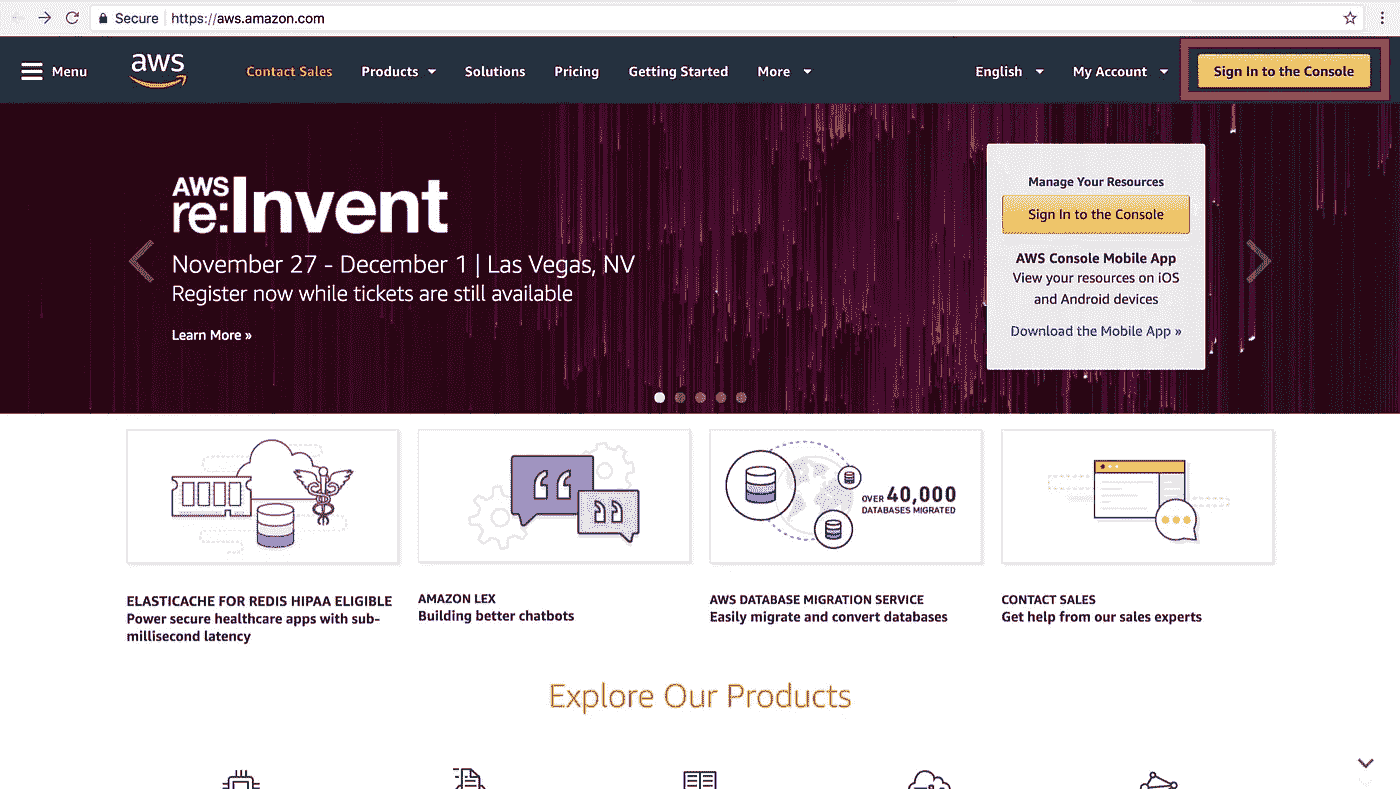 Secure https://aws.amazon.com
Menu
aws
Contact Sales
Products
Solutions
Pricing
Getting Started
More
English
My Account
Sign In to the Console
AWS
re:Invent
November 27 - December 1 | Las Vegas, NV
Register now while tickets are still available
Learn More »
Manage Your Resources
Sign In to the Console
AWS Console Mobile App
View your resources on iOS
and Android devices
Download the Mobile App »
OVER 40,000
DATABASES MIGRATED
ELASTICACHE FOR REDIS HIPAA ELIGIBLE
Power secure healthcare apps with sub-
millisecond latency
AMAZON LEX
Building better chatbots
AWS DATABASE MIGRATION SERVICE
Easily migrate and convert databases
CONTACT SALES
Get help from our sales experts
Explore Our Products